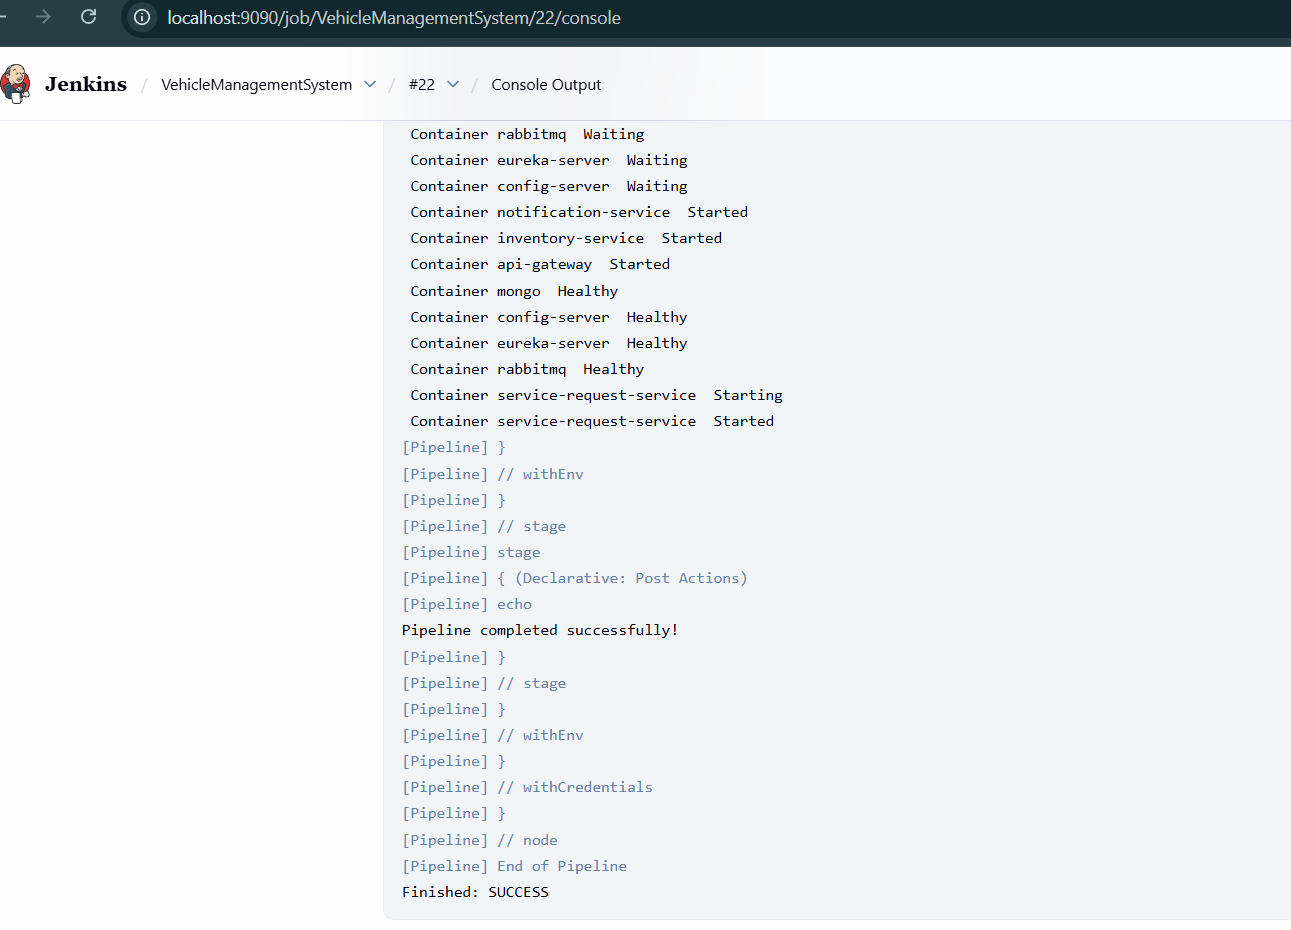 localhost:9090/job/VehicleManagementSystem/22/console
Jenkins / VehicleManagementSystem / #22 / Console Output
Container rabbitmq  Waiting
Container eureka-server  Waiting
Container config-server  Waiting
Container notification-service  Started
Container inventory-service  Started
Container api-gateway  Started
Container mongo  Healthy
Container config-server  Healthy
Container eureka-server  Healthy
Container rabbitmq  Healthy
Container service-request-service  Starting
Container service-request-service  Started
[Pipeline] }
[Pipeline] // withEnv
[Pipeline] }
[Pipeline] // stage
[Pipeline] stage
[Pipeline] { (Declarative: Post Actions)
[Pipeline] echo
Pipeline completed successfully!
[Pipeline] }
[Pipeline] // stage
[Pipeline] }
[Pipeline] // withEnv
[Pipeline] }
[Pipeline] // withCredentials
[Pipeline] }
[Pipeline] // node
[Pipeline] End of Pipeline
Finished: SUCCESS